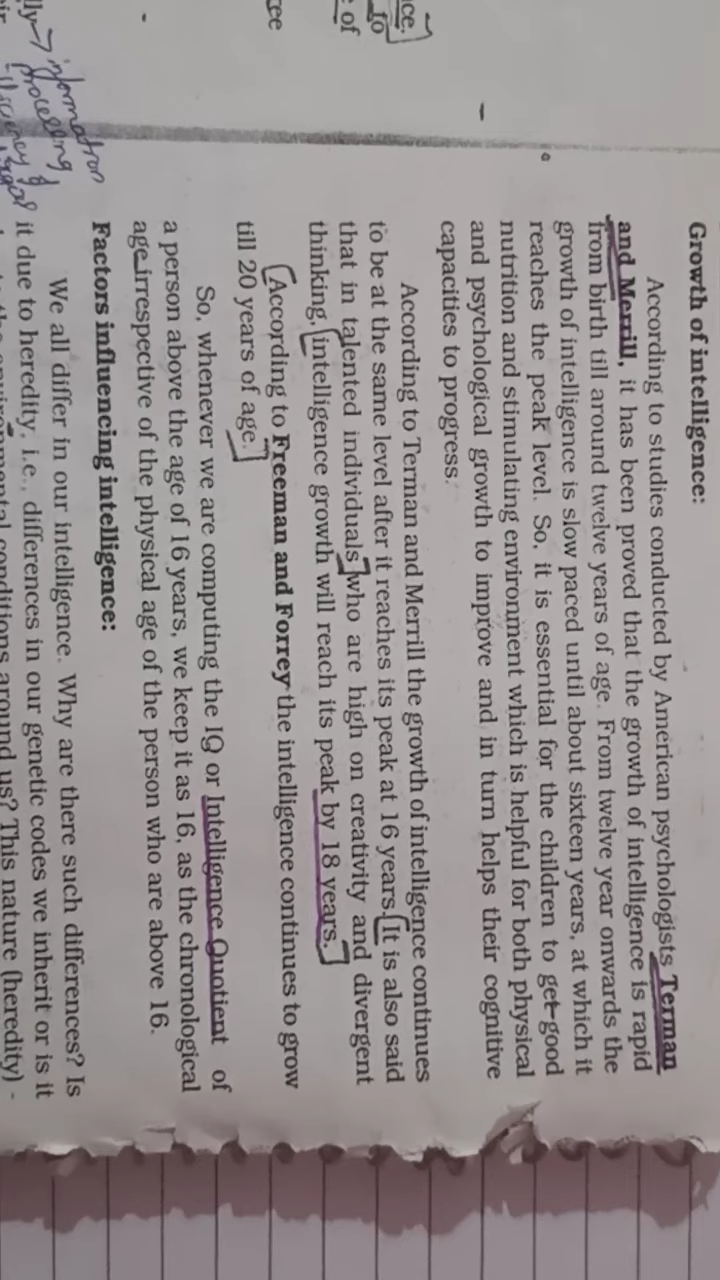 Growth of intelligence:
According to studies conducted by American psychologists Terman
and Merrill, it has been proved that the growth of intelligence is rapid
from birth till around twelve years of age. From twelve year onwards the
growth of intelligence is slow paced until about sixteen years, at which it
reaches the peak level. So, it is essential for the children to get good
nutrition and stimulating environment which is helpful for both physical
and psychological growth to improve and in turn helps their cognitive
capacities to progress.
According to Terman and Merrill the growth of intelligence continues
to be at the same level after it reaches its peak at 16 years. It is also said
that in talented individuals who are high on creativity and divergent
thinking, intelligence growth will reach its peak by 18 years.
According to Freeman and Forrey the intelligence continues to grow
till 20 years of age.
So, whenever we are computing the IQ or Intelligence Quotient of
a person above the age of 16 years, we keep it as 16, as the chronological
age irrespective of the physical age of the person who are above 16.
Factors influencing intelligence:
We all differ in our intelligence. Why are there such differences? Is
it due to heredity, i.e., differences in our genetic codes we inherit or is it
conditions around us? This nature (heredity) -
nce.
to
of
ree
information
processing